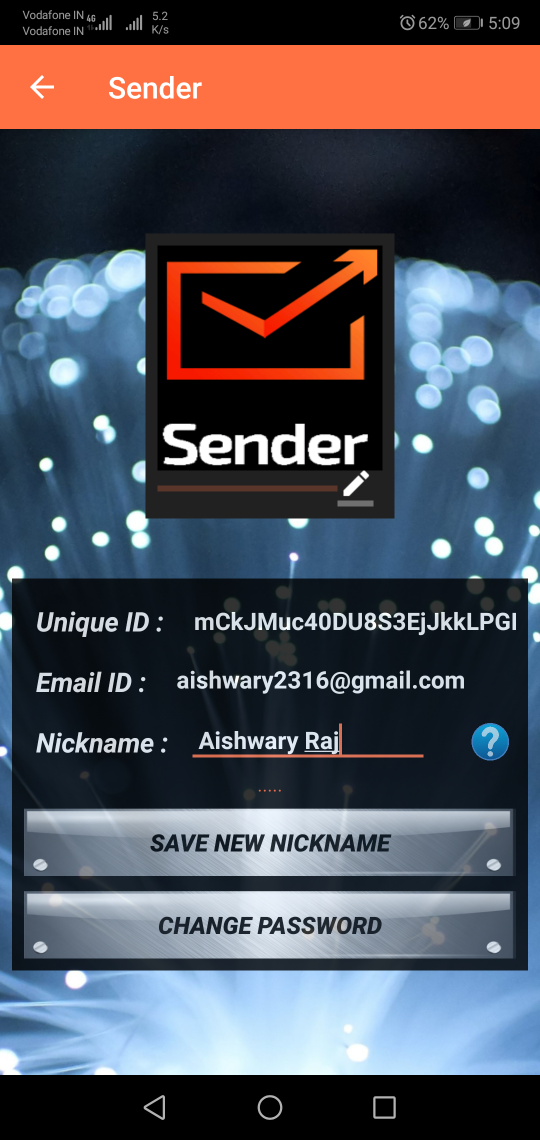 Vodafone IN 4G 5.2 62% 5:09
Vodafone IN K/s
Sender
Sender
Unique ID : mCkJMuc40DU8S3EjJkkLPGI
Email ID : aishwary2316@gmail.com
Nickname : Aishwary Raj ?
.....
SAVE NEW NICKNAME
CHANGE PASSWORD